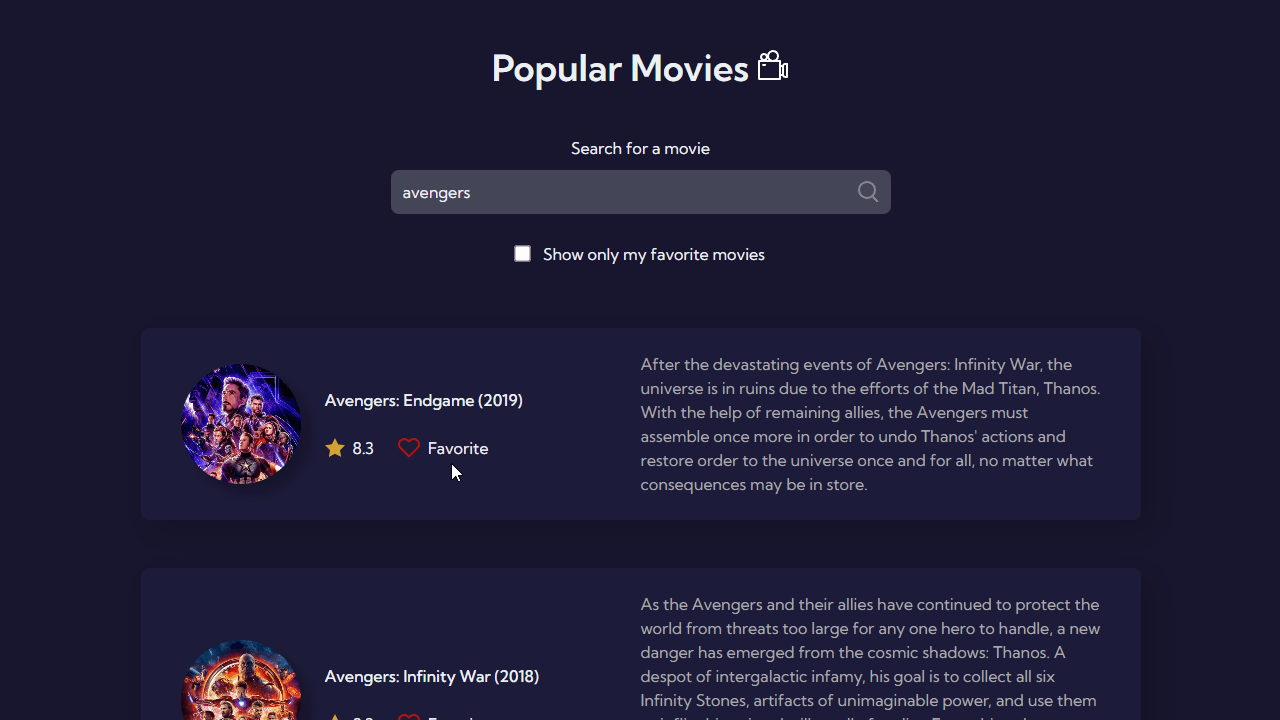 Popular Movies
Search for a movie
avengers
Show only my favorite movies
Avengers: Endgame (2019)
8.3
Favorite
After the devastating events of Avengers: Infinity War, the
universe is in ruins due to the efforts of the Mad Titan, Thanos.
With the help of remaining allies, the Avengers must
assemble once more in order to undo Thanos' actions and
restore order to the universe once and for all, no matter what
consequences may be in store.
Avengers: Infinity War (2018)
As the Avengers and their allies have continued to protect the
world from threats too large for any one hero to handle, a new
danger has emerged from the cosmic shadows: Thanos. A
despot of intergalactic infamy, his goal is to collect all six
Infinity Stones, artifacts of unimaginable power, and use them